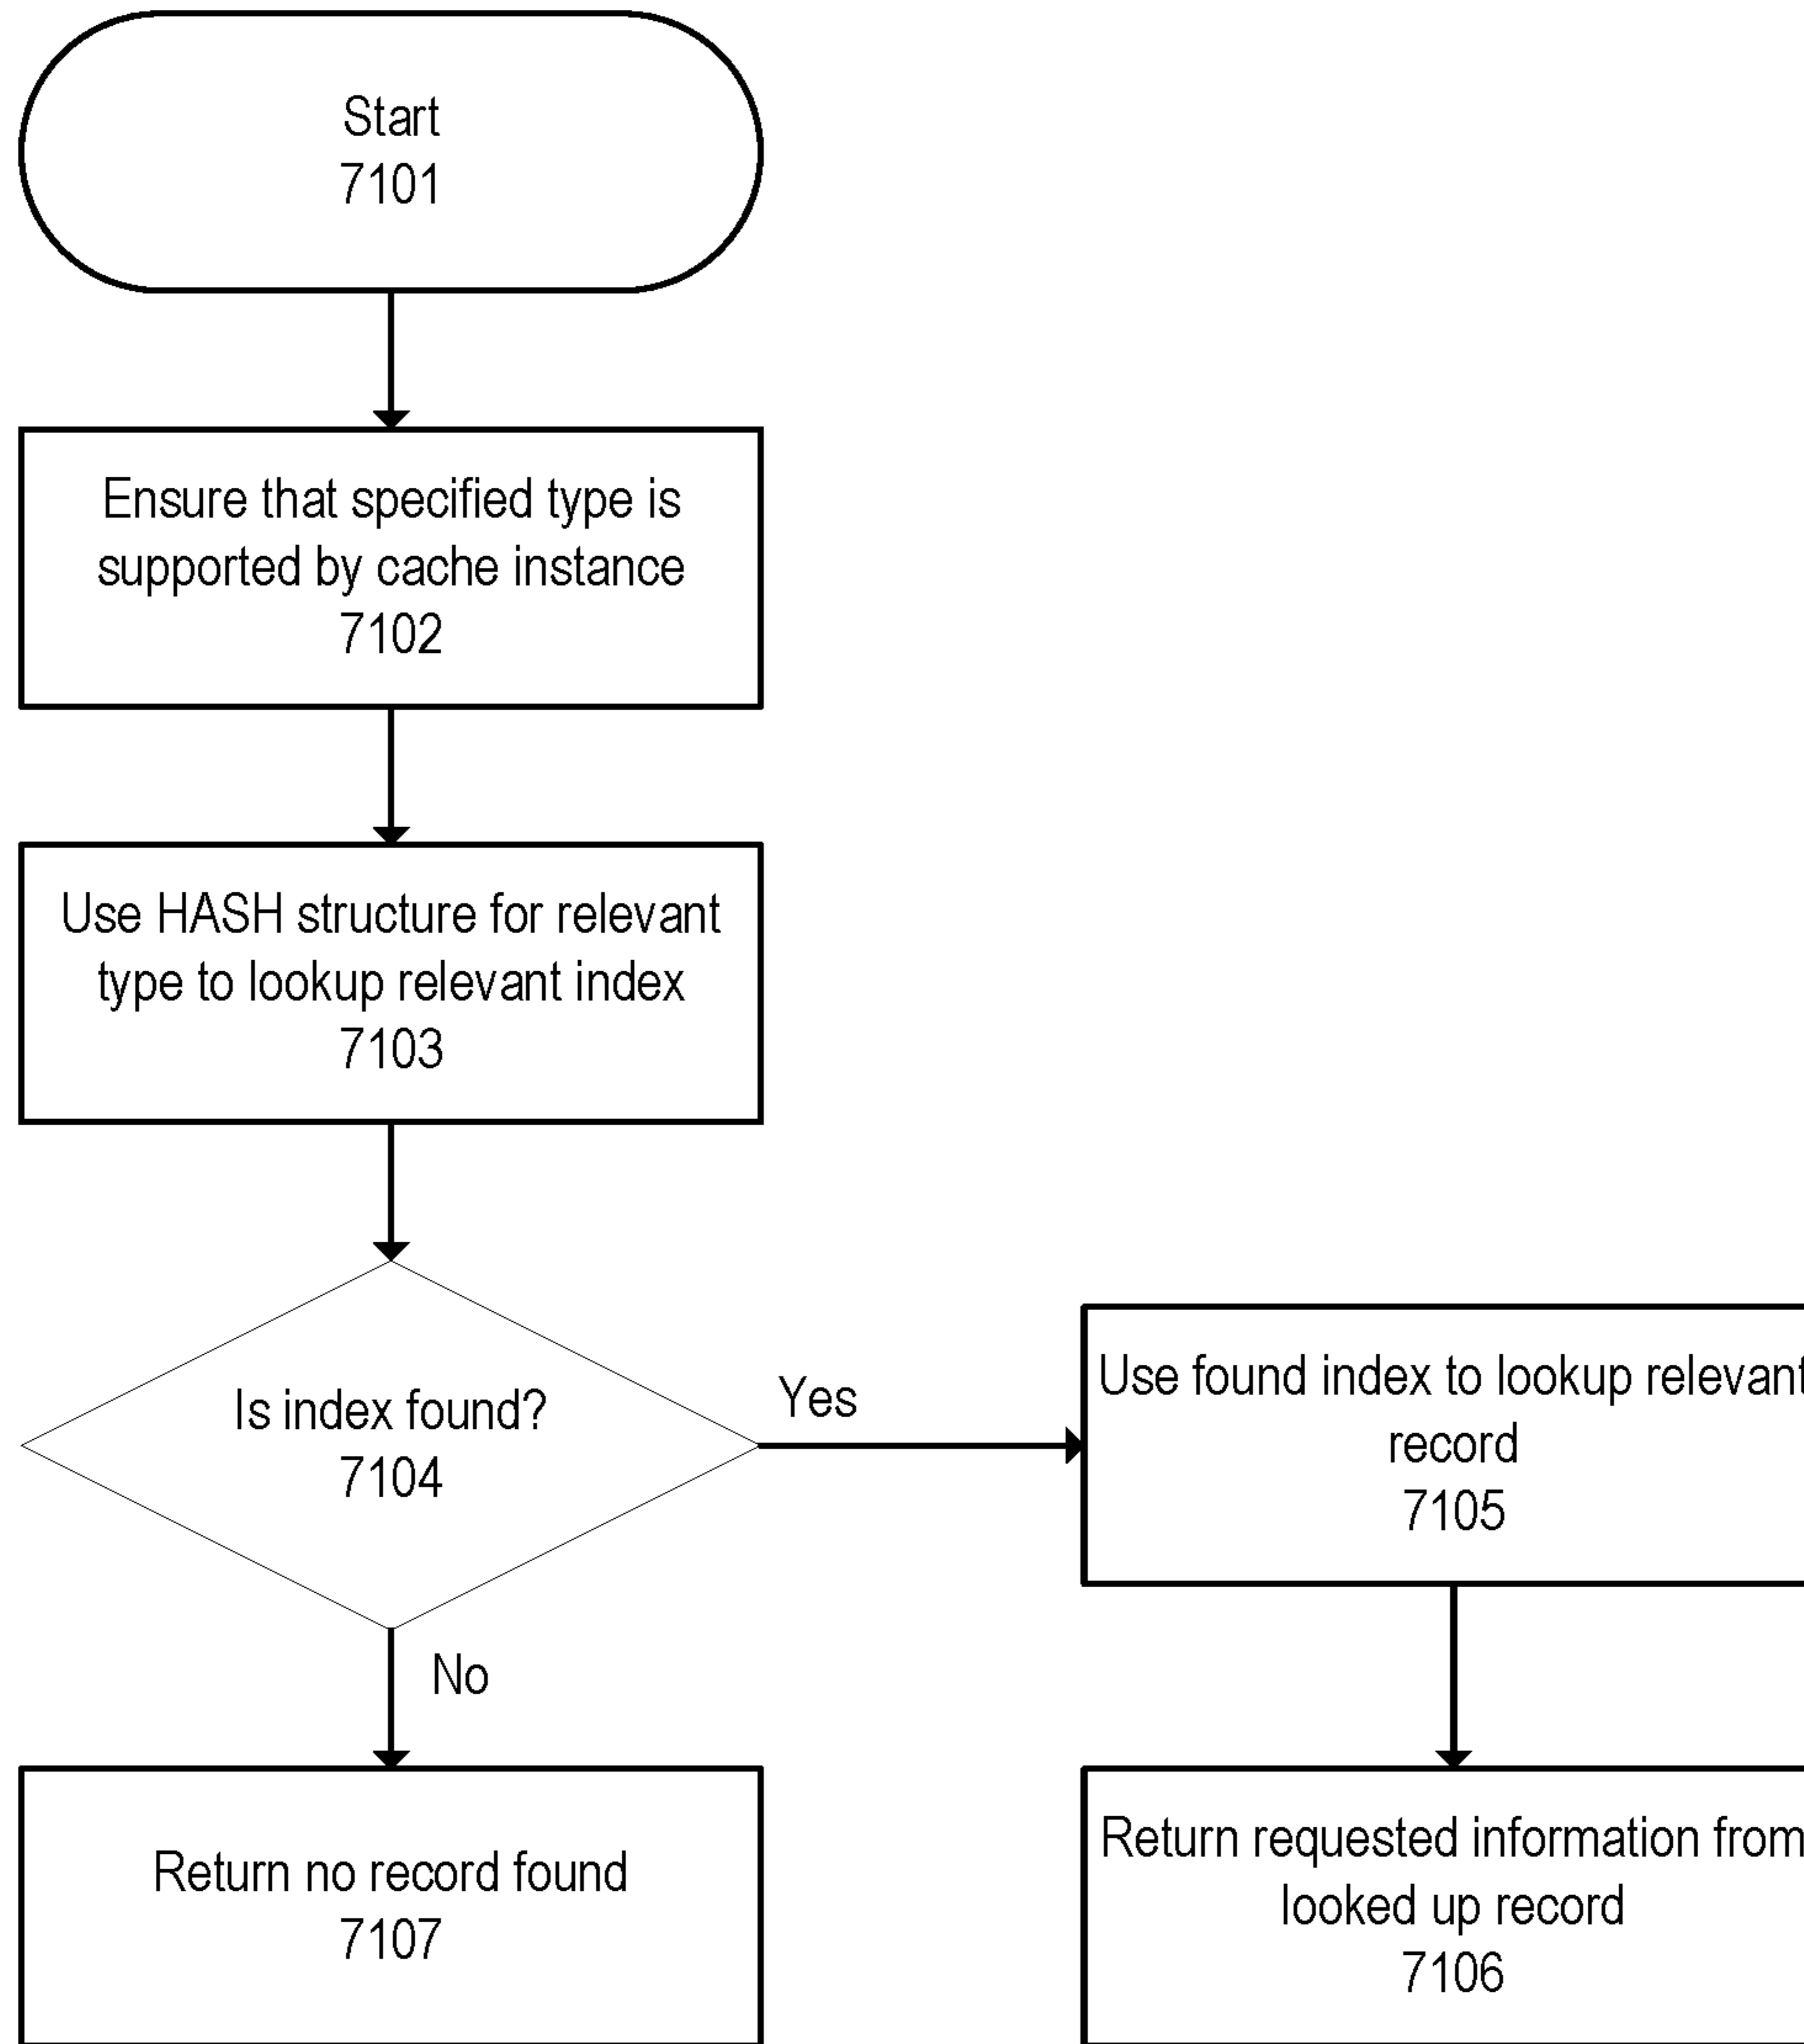 Start
7101
Ensure that specified type is
supported by cache instance
7102
Use HASH structure for relevant
type to lookup relevant index
7103
Is index found?
7104
Yes
Use found index to lookup relevant
record
7105
No
Return no record found
7107
Return requested information from
looked up record
7106